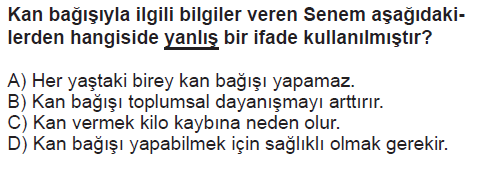 Kan bağışıyla ilgili bilgiler veren Senem aşağıdaki-
lerden hangiside yanlış bir ifade kullanılmıştır?
A) Her yaştaki birey kan bağışı yapamaz.
B) Kan bağışı toplumsal dayanışmayı arttırır.
C) Kan vermek kilo kaybına neden olur.
D) Kan bağışı yapabilmek için sağlıklı olmak gerekir.